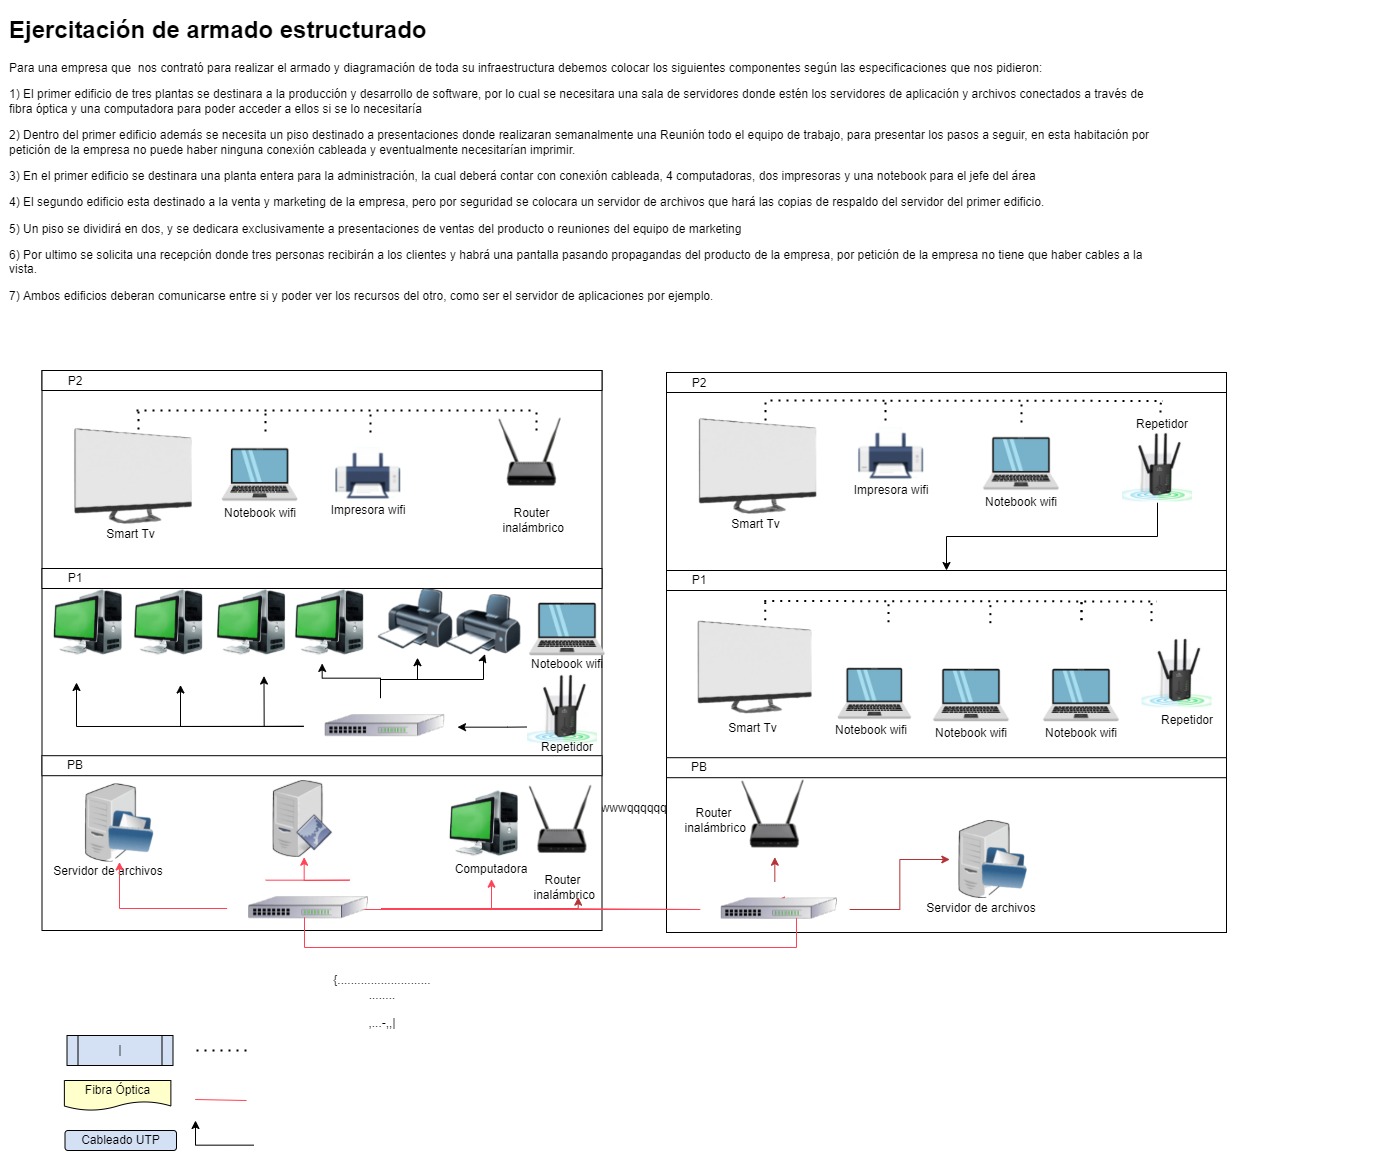 Ejercitación de armado estructurado
Para una empresa que  nos contrató para realizar el armado y diagramación de toda su infraestructura debemos colocar los siguientes componentes según las especificaciones que nos pidieron:
1) El primer edificio de tres plantas se destinara a la producción y desarrollo de software, por lo cual se necesitara una sala de servidores donde estén los servidores de aplicación y archivos conectados a través de
fibra óptica y una computadora para poder acceder a ellos si se lo necesitaría
2) Dentro del primer edificio además se necesita un piso destinado a presentaciones donde realizaran semanalmente una Reunión todo el equipo de trabajo, para presentar los pasos a seguir, en esta habitación por
petición de la empresa no puede haber ninguna conexión cableada y eventualmente necesitarían imprimir.
3) En el primer edificio se destinara una planta entera para la administración, la cual deberá contar con conexión cableada, 4 computadoras, dos impresoras y una notebook para el jefe del área
4) El segundo edificio esta destinado a la venta y marketing de la empresa, pero por seguridad se colocara un servidor de archivos que hará las copias de respaldo del servidor del primer edificio.
5) Un piso se dividirá en dos, y se dedicara exclusivamente a presentaciones de ventas del producto o reuniones del equipo de marketing
6) Por ultimo se solicita una recepción donde tres personas recibirán a los clientes y habrá una pantalla pasando propagandas del producto de la empresa, por petición de la empresa no tiene que haber cables a la
vista.
7) Ambos edificios deberan comunicarse entre si y poder ver los recursos del otro, como ser el servidor de aplicaciones por ejemplo.
P2
Smart Tv
Notebook wifi
Impresora wifi
Router
inalámbrico
P1
Notebook wifi
Repetidor
PB
Servidor de archivos
Computadora
Router
inalámbrico
wwwqqqqqq
P2
Smart Tv
Impresora wifi
Notebook wifi
Repetidor
P1
Smart Tv
Notebook wifi
Notebook wifi
Notebook wifi
Repetidor
PB
Router
inalámbrico
Servidor de archivos
{............................
........
,...-,,|
|
Fibra Óptica
Cableado UTP